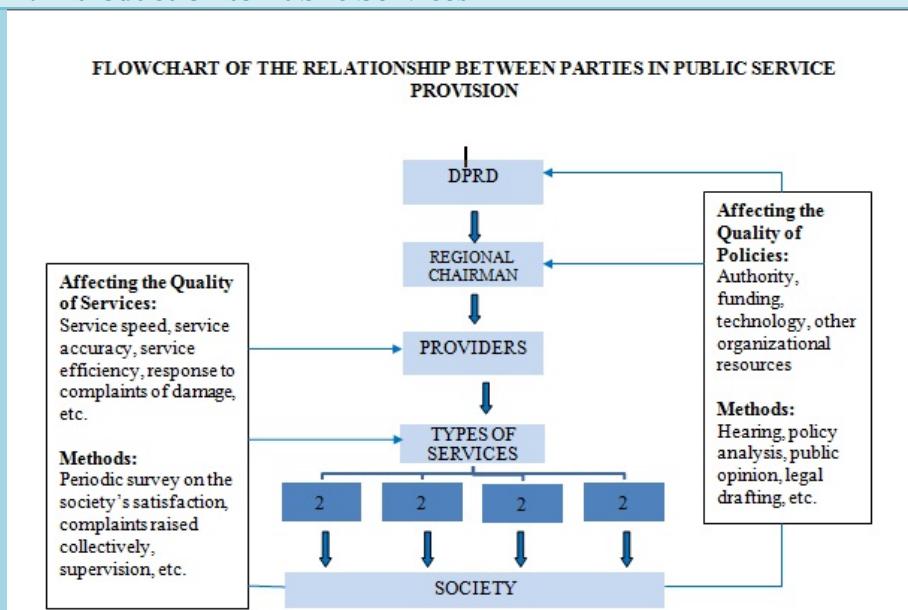 FLOWCHART OF THE RELATIONSHIP BETWEEN PARTIES IN PUBLIC SERVICE
PROVISION
DPRD
REGIONAL
CHAIRMAN
PROVIDERS
TYPES OF
SERVICES
2
2
2
2
SOCIETY
Affecting the Quality
of Services:
Service speed, service
accuracy, service
efficiency, response to
complaints of damage,
etc.
Methods:
Periodic survey on the
society's satisfaction,
complaints raised
collectively,
supervision, etc.
Affecting the
Quality of
Policies:
Authority,
funding,
technology, other
organizational
resources
Methods:
Hearing, policy
analysis, public
opinion, legal
drafting, etc.